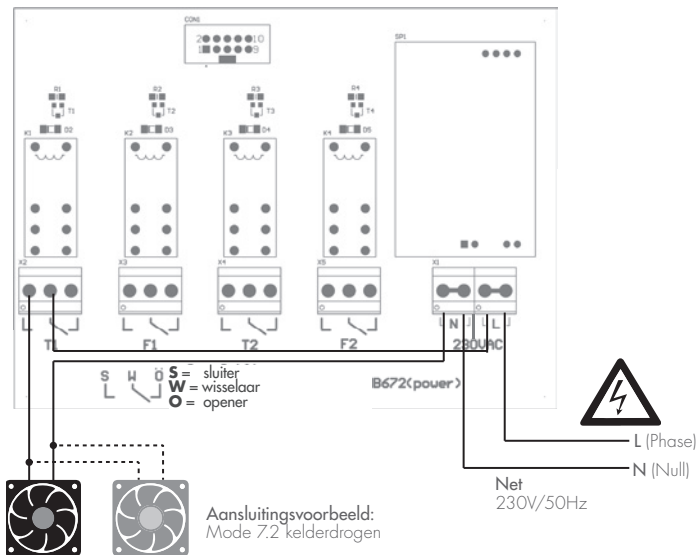 CON1
2 10
1 9
SP1
R1 R2 R3 R4
T1 T2 T3 T4
D2 D3 D4 D5
K1 K2 K3 K4
X2 X3 X4 X5 X1
N L
T1 F1 T2 F2 230VAC
S W Ö
S = sluiter
W = wisselaar
O = opener
B672(power)
L (Phase)
N (Null)
Net
230V/50Hz
Aansluitingsvoorbeeld:
Mode 7.2 kelderdrogen